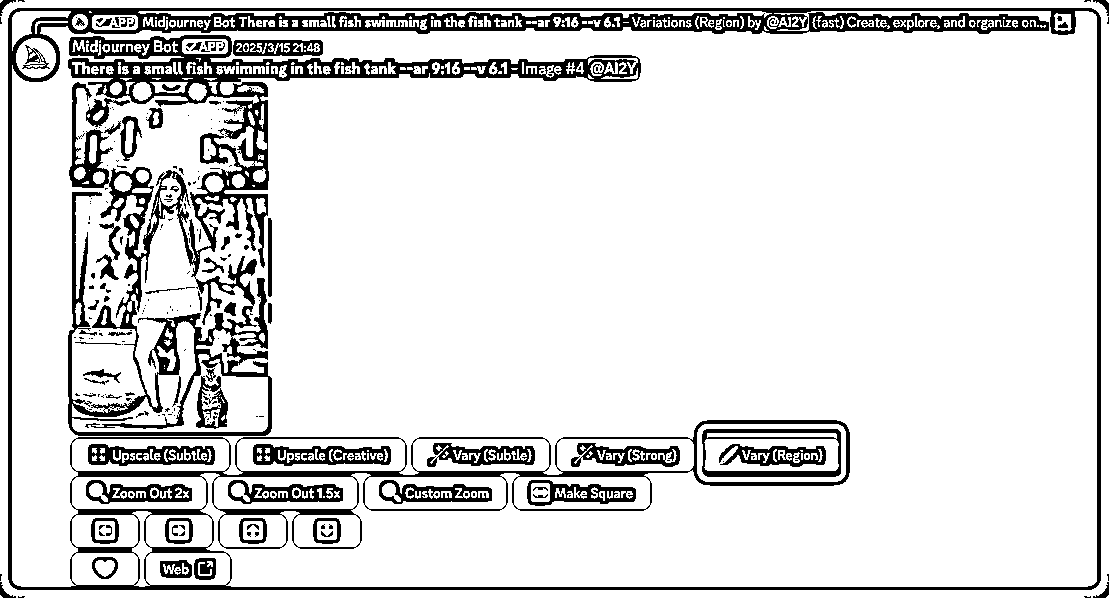 APP Midjourney Bot There is a small fish swimming in the fish tank --ar 9:16 --v 6.1 - Variations (Region) by @AI2Y (fast) Create, explore, and organize on...
Midjourney Bot APP 2025/3/15 21:48
There is a small fish swimming in the fish tank --ar 9:16 --v 6.1 - Image #4 @AI2Y
Upscale (Subtle) Upscale (Creative) Vary (Subtle) Vary (Strong) Vary (Region)
Zoom Out 2x Zoom Out 1.5x Custom Zoom Make Square
Web